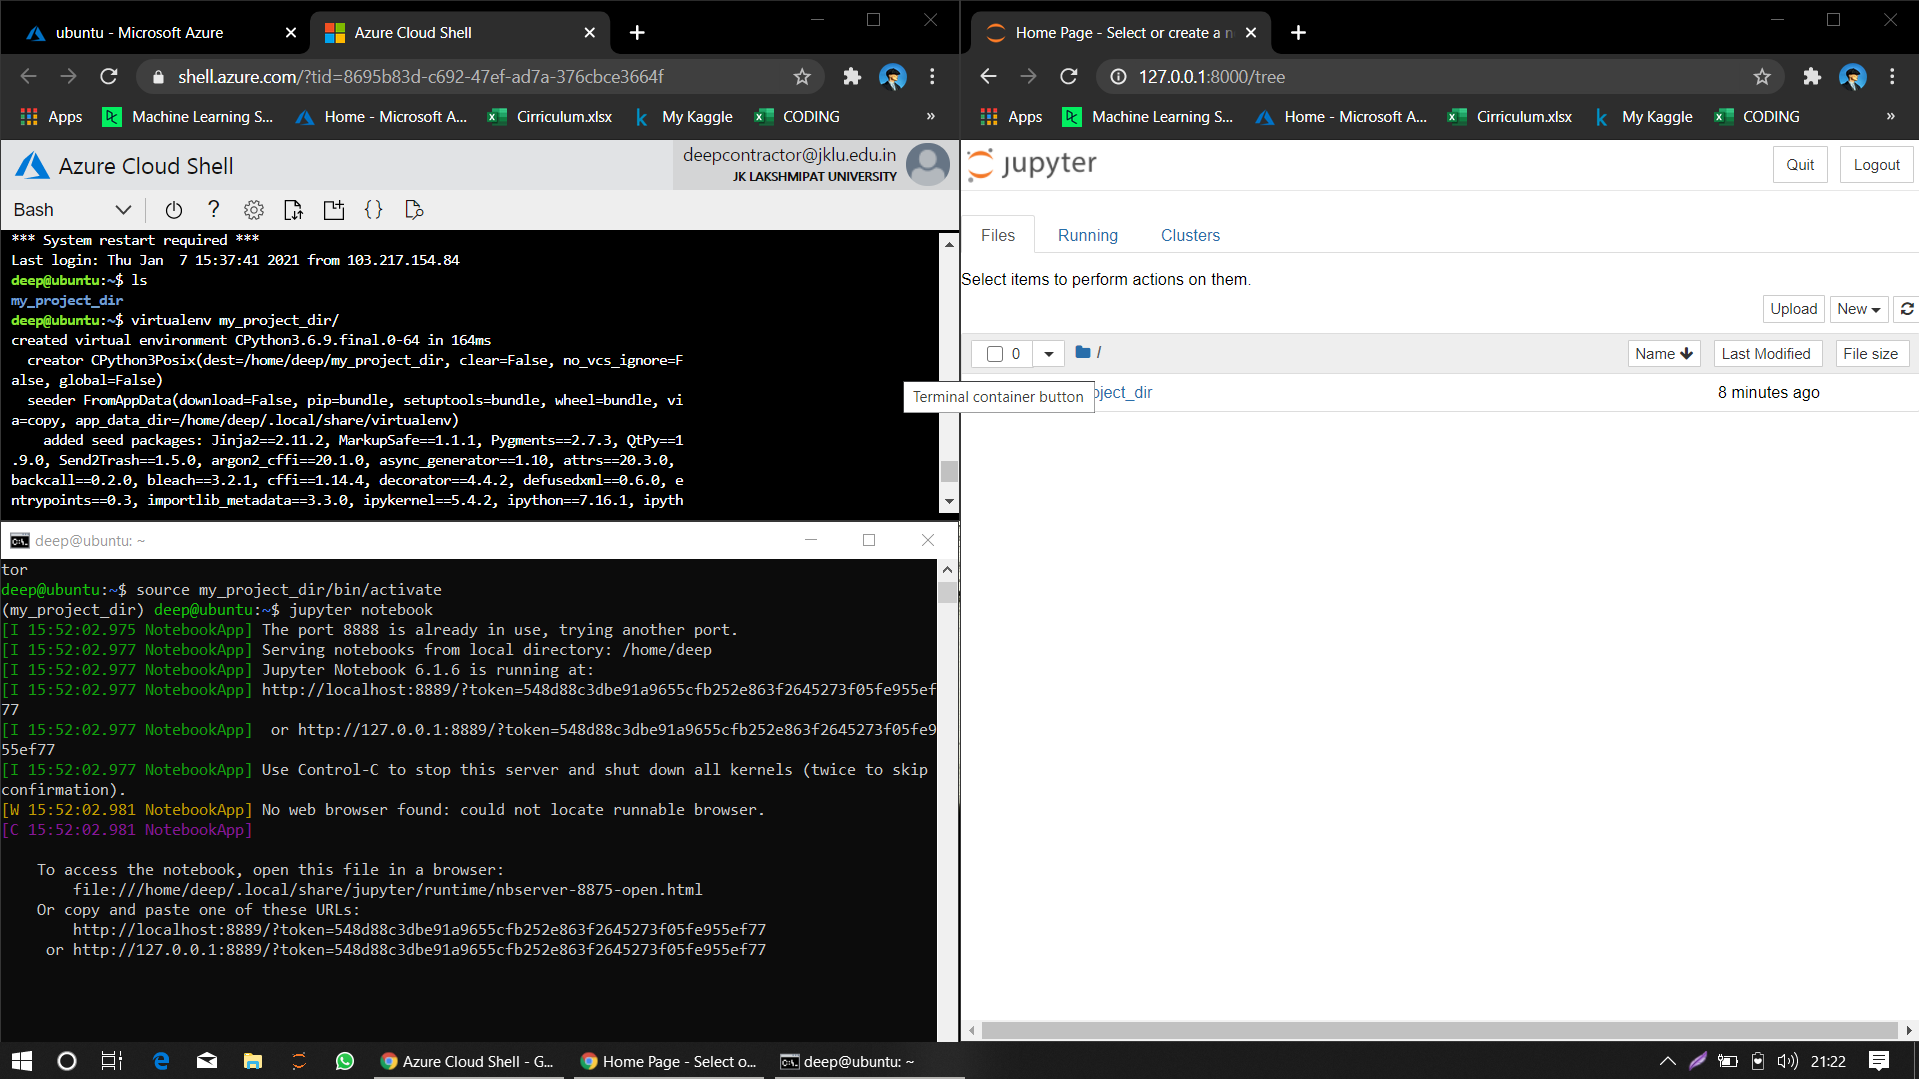 ubuntu - Microsoft Azure
Azure Cloud Shell
shell.azure.com/?tid=8695b83d-c692-47ef-ad7a-376cbce3664f
Apps
Machine Learning S...
Home - Microsoft A...
Cirriculum.xlsx
My Kaggle
CODING
»
Azure Cloud Shell
deepcontractor@jklu.edu.in
JK LAKSHMIPAT UNIVERSITY
Bash
*** System restart required ***
Last login: Thu Jan  7 15:37:41 2021 from 103.217.154.84
deep@ubuntu:~$ ls
my_project_dir
deep@ubuntu:~$ virtualenv my_project_dir/
created virtual environment CPython3.6.9.final.0-64 in 164ms
  creator CPython3Posix(dest=/home/deep/my_project_dir, clear=False, no_vcs_ignore=F
alse, global=False)
  seeder FromAppData(download=False, pip=bundle, setuptools=bundle, wheel=bundle, vi
a=copy, app_data_dir=/home/deep/.local/share/virtualenv)
    added seed packages: Jinja2==2.11.2, MarkupSafe==1.1.1, Pygments==2.7.3, QtPy==1
.9.0, Send2Trash==1.5.0, argon2_cffi==20.1.0, async_generator==1.10, attrs==20.3.0,
backcall==0.2.0, bleach==3.2.1, cffi==1.14.4, decorator==4.4.2, defusedxml==0.6.0, e
ntrypoints==0.3, importlib_metadata==3.3.0, ipykernel==5.4.2, ipython==7.16.1, ipyth
deep@ubuntu: ~
tor
deep@ubuntu:~$ source my_project_dir/bin/activate
(my_project_dir) deep@ubuntu:~$ jupyter notebook
[I 15:52:02.975 NotebookApp] The port 8888 is already in use, trying another port.
[I 15:52:02.977 NotebookApp] Serving notebooks from local directory: /home/deep
[I 15:52:02.977 NotebookApp] Jupyter Notebook 6.1.6 is running at:
[I 15:52:02.977 NotebookApp] http://localhost:8889/?token=548d88c3dbe91a9655cfb252e863f2645273f05fe955ef
77
[I 15:52:02.977 NotebookApp]  or http://127.0.0.1:8889/?token=548d88c3dbe91a9655cfb252e863f2645273f05fe9
55ef77
[I 15:52:02.977 NotebookApp] Use Control-C to stop this server and shut down all kernels (twice to skip
confirmation).
[W 15:52:02.981 NotebookApp] No web browser found: could not locate runnable browser.
[C 15:52:02.981 NotebookApp]
To access the notebook, open this file in a browser:
file:///home/deep/.local/share/jupyter/runtime/nbserver-8875-open.html
Or copy and paste one of these URLs:
http://localhost:8889/?token=548d88c3dbe91a9655cfb252e863f2645273f05fe955ef77
or http://127.0.0.1:8889/?token=548d88c3dbe91a9655cfb252e863f2645273f05fe955ef77
Home Page - Select or create a n
127.0.0.1:8000/tree
Apps
Machine Learning S...
Home - Microsoft A...
Cirriculum.xlsx
My Kaggle
CODING
»
jupyter
Quit
Logout
Files
Running
Clusters
Select items to perform actions on them.
Upload
New
0
/
Name
Last Modified
File size
Terminal container button
oject_dir
8 minutes ago
Azure Cloud Shell - G...
Home Page - Select o...
deep@ubuntu: ~
21:22